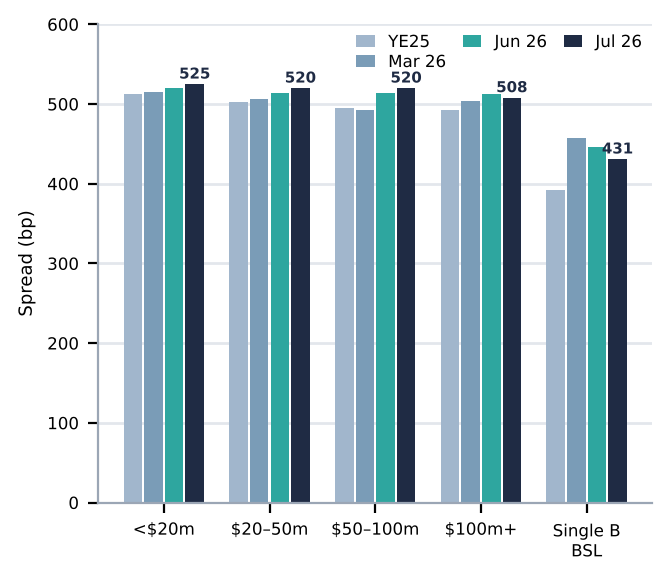 600
500
400
300
200
100
0
Spread (bp)
YE25
Mar 26
Jun 26
Jul 26
525
520
520
508
431
<$20m
$20–50m
$50–100m
$100m+
Single B
BSL